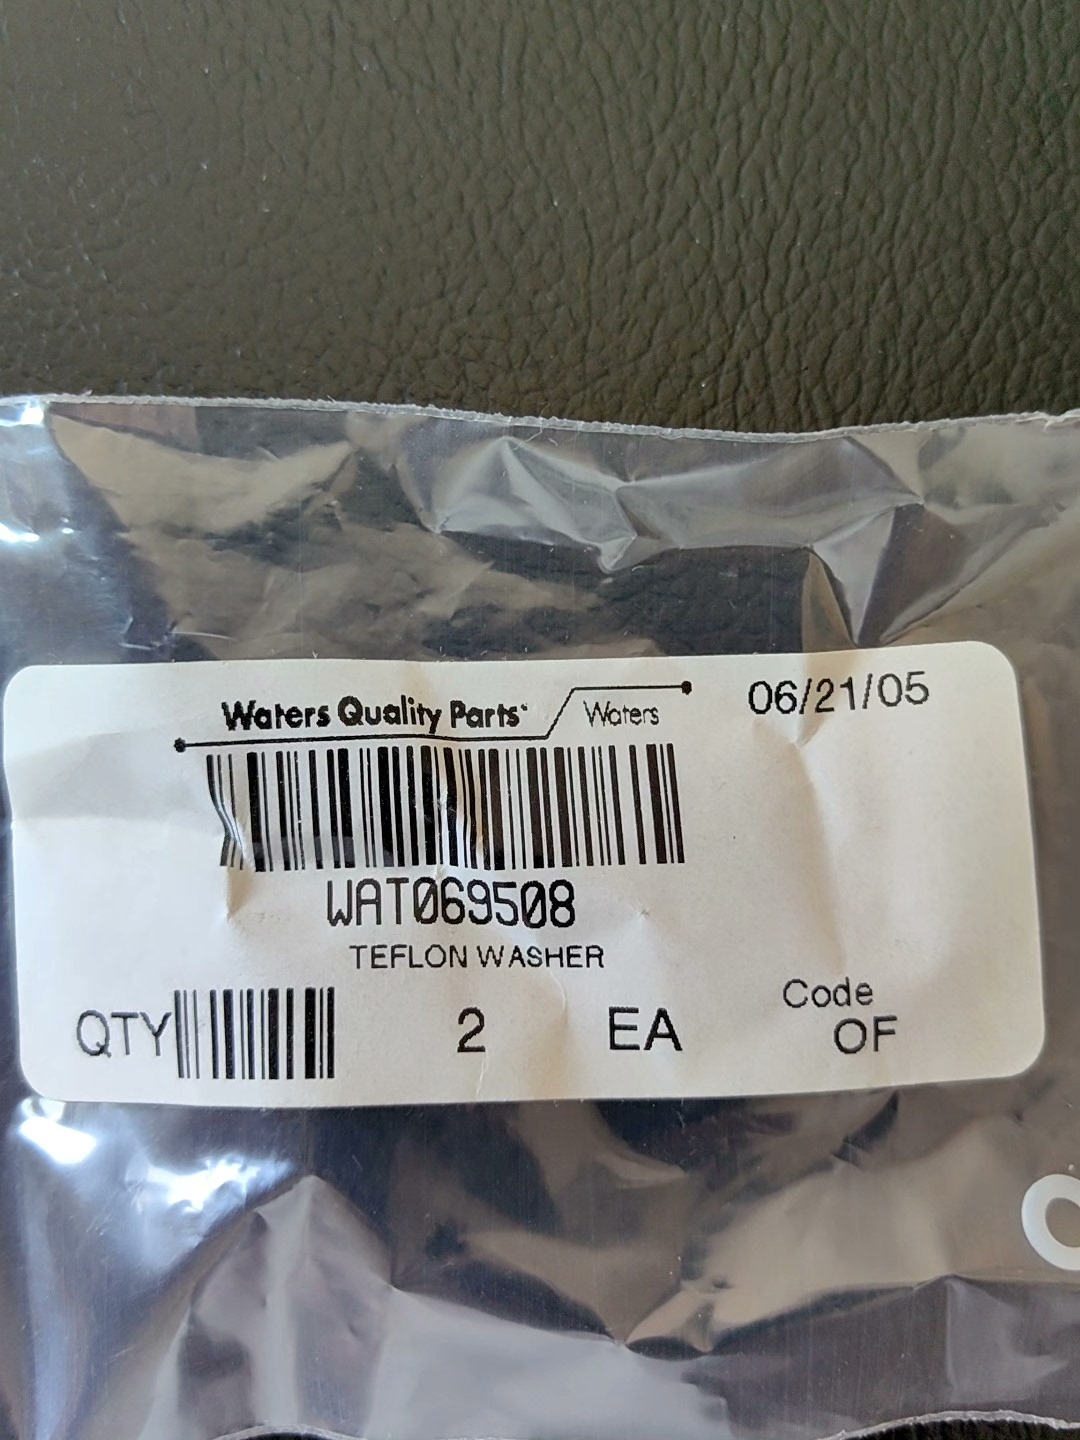 Waters Quality Parts Waters 06/21/05
WAT069508
TEFLON WASHER
Code
QTY 2 EA OF